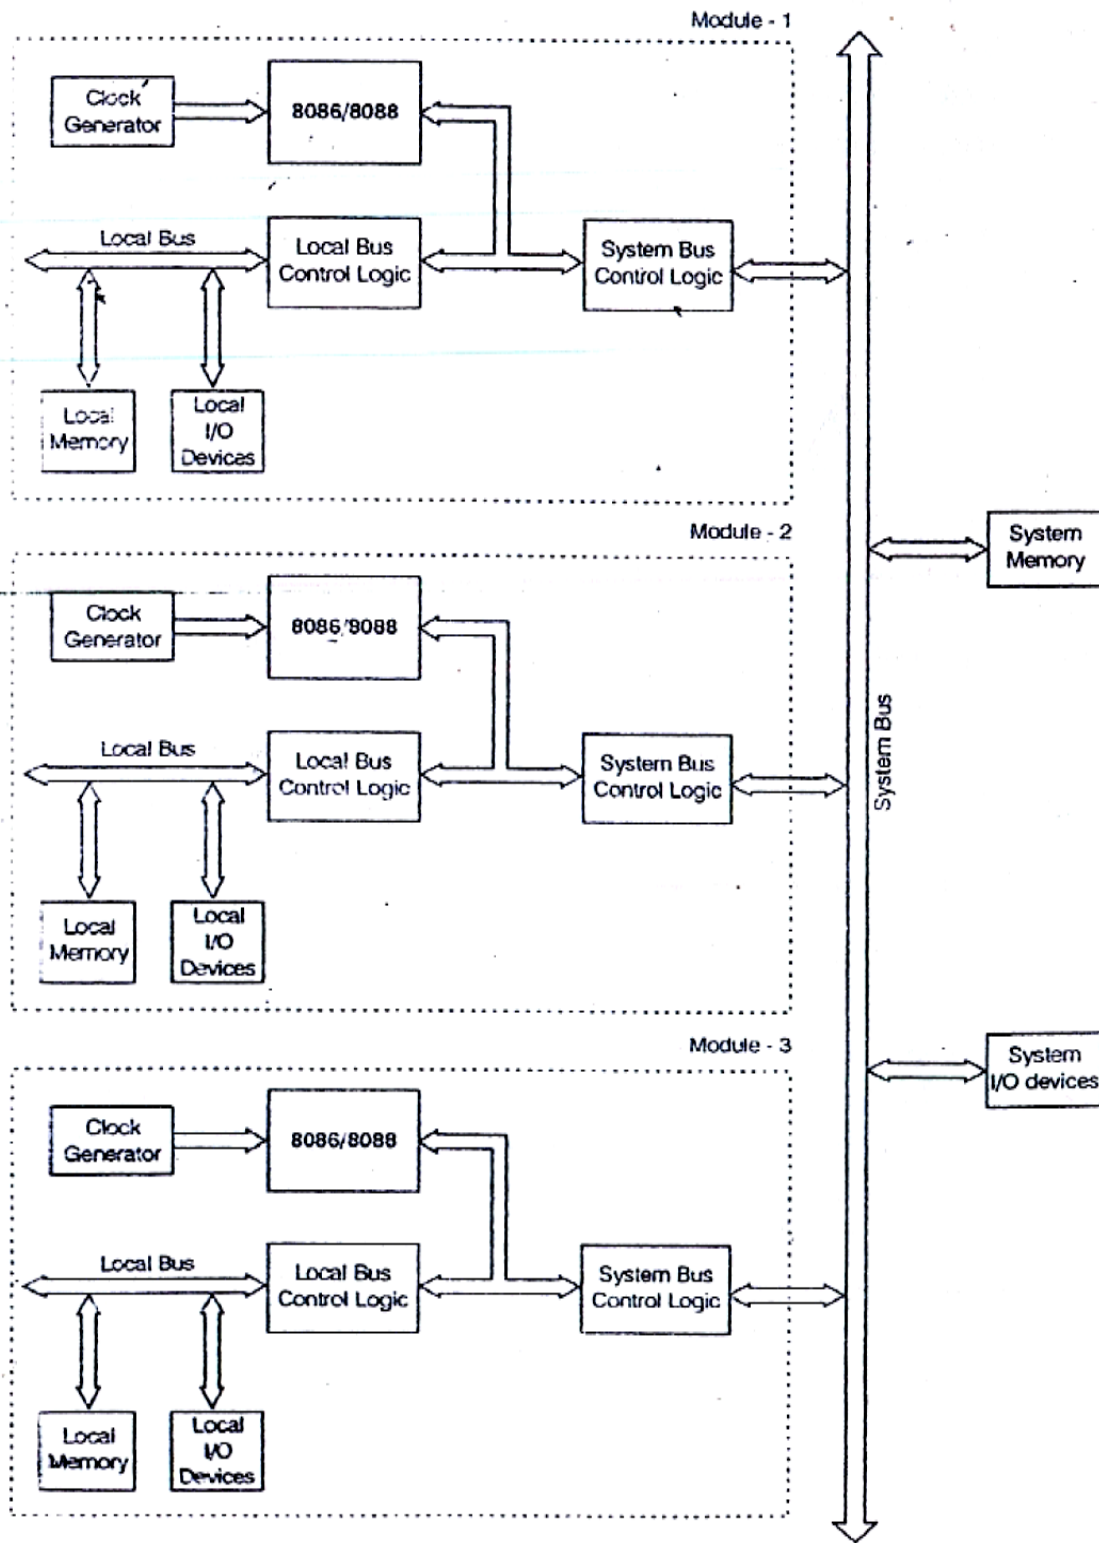 Module - 1
Clock
Generator
8086/8088
Local Bus
Local Bus
Control Logic
System Bus
Control Logic
Local
Memory
Local
I/O
Devices
Module - 2
Clock
Generator
8086/8088
Local Bus
Local Bus
Control Logic
System Bus
Control Logic
Local
Memory
Local
I/O
Devices
Module - 3
Clock
Generator
8086/8088
Local Bus
Local Bus
Control Logic
System Bus
Control Logic
Local
Memory
Local
I/O
Devices
System Bus
System
Memory
System
I/O devices